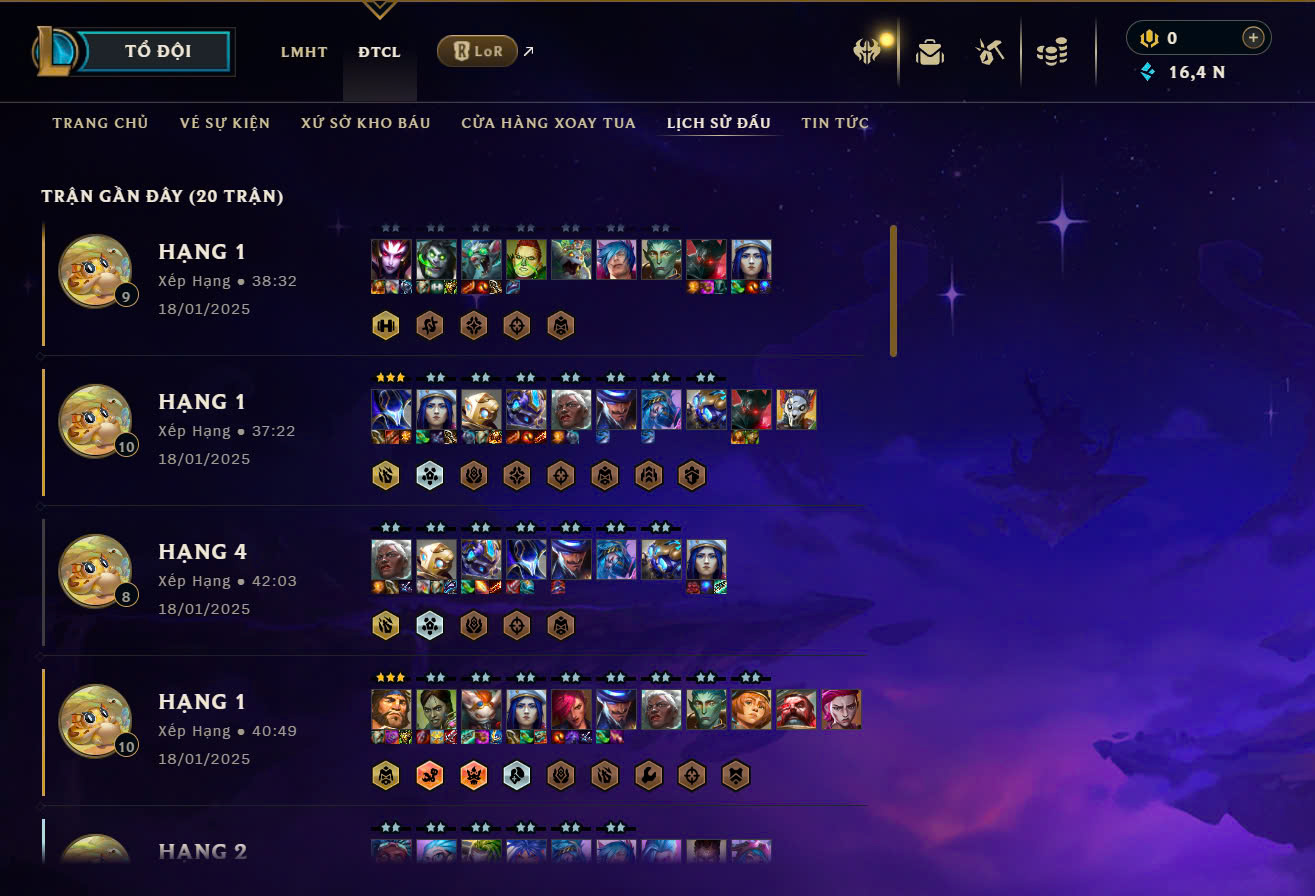 TỔ ĐỘI
LMHT
ĐTCL
LoR
0
16,4 N
TRANG CHỦ
VÉ SỰ KIỆN
XỨ SỞ KHO BÁU
CỬA HÀNG XOAY TUA
LỊCH SỬ ĐẤU
TIN TỨC
TRẬN GẦN ĐÂY (20 TRẬN)
HẠNG 1
Xếp Hạng • 38:32
18/01/2025
9
HẠNG 1
Xếp Hạng • 37:22
18/01/2025
10
HẠNG 4
Xếp Hạng • 42:03
18/01/2025
8
HẠNG 1
Xếp Hạng • 40:49
18/01/2025
10
HẠNG 2